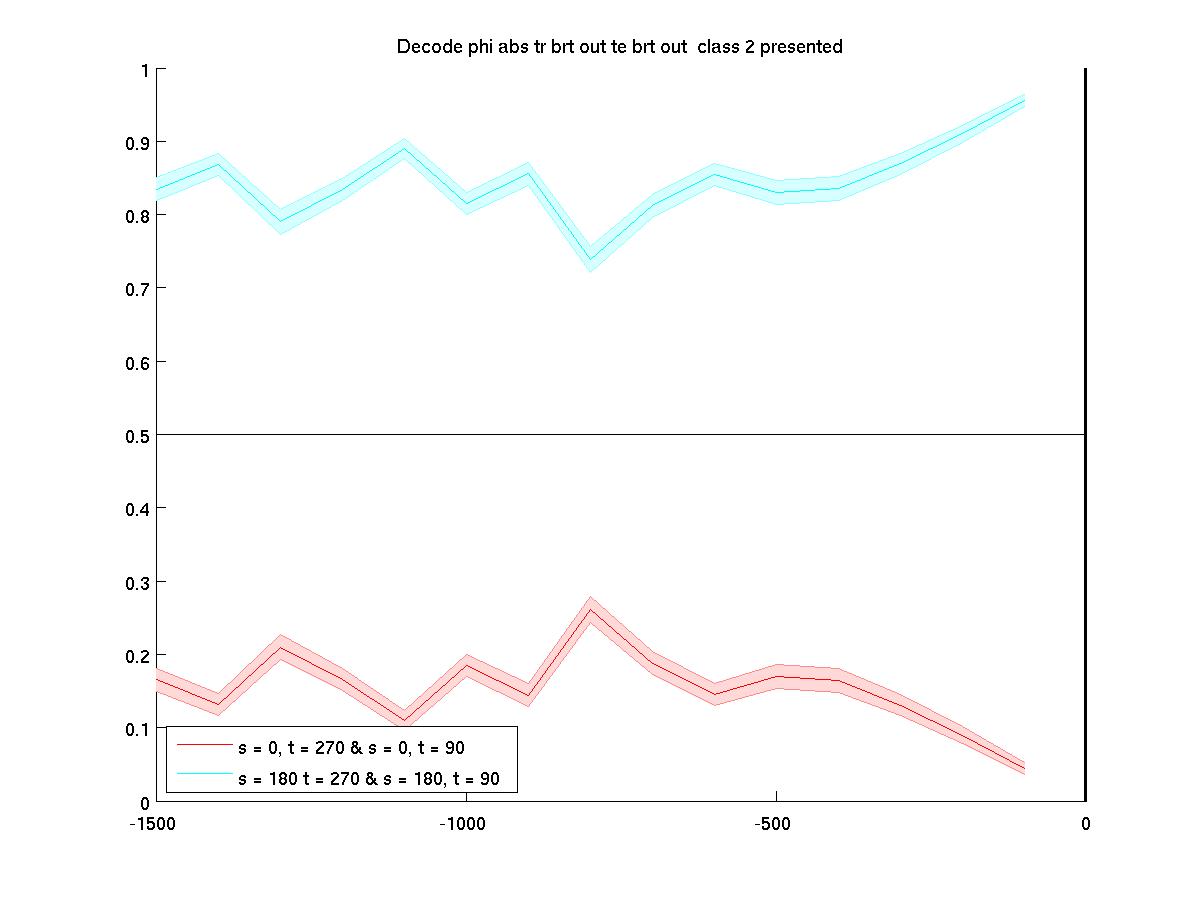 Decode phi abs tr brt out te brt out  class 2 presented
1
0.9
0.8
0.7
0.6
0.5
0.4
0.3
0.2
0.1
0
s = 0, t = 270 & s = 0, t = 90
s = 180 t = 270 & s = 180, t = 90
-1500 -1000 -500 0